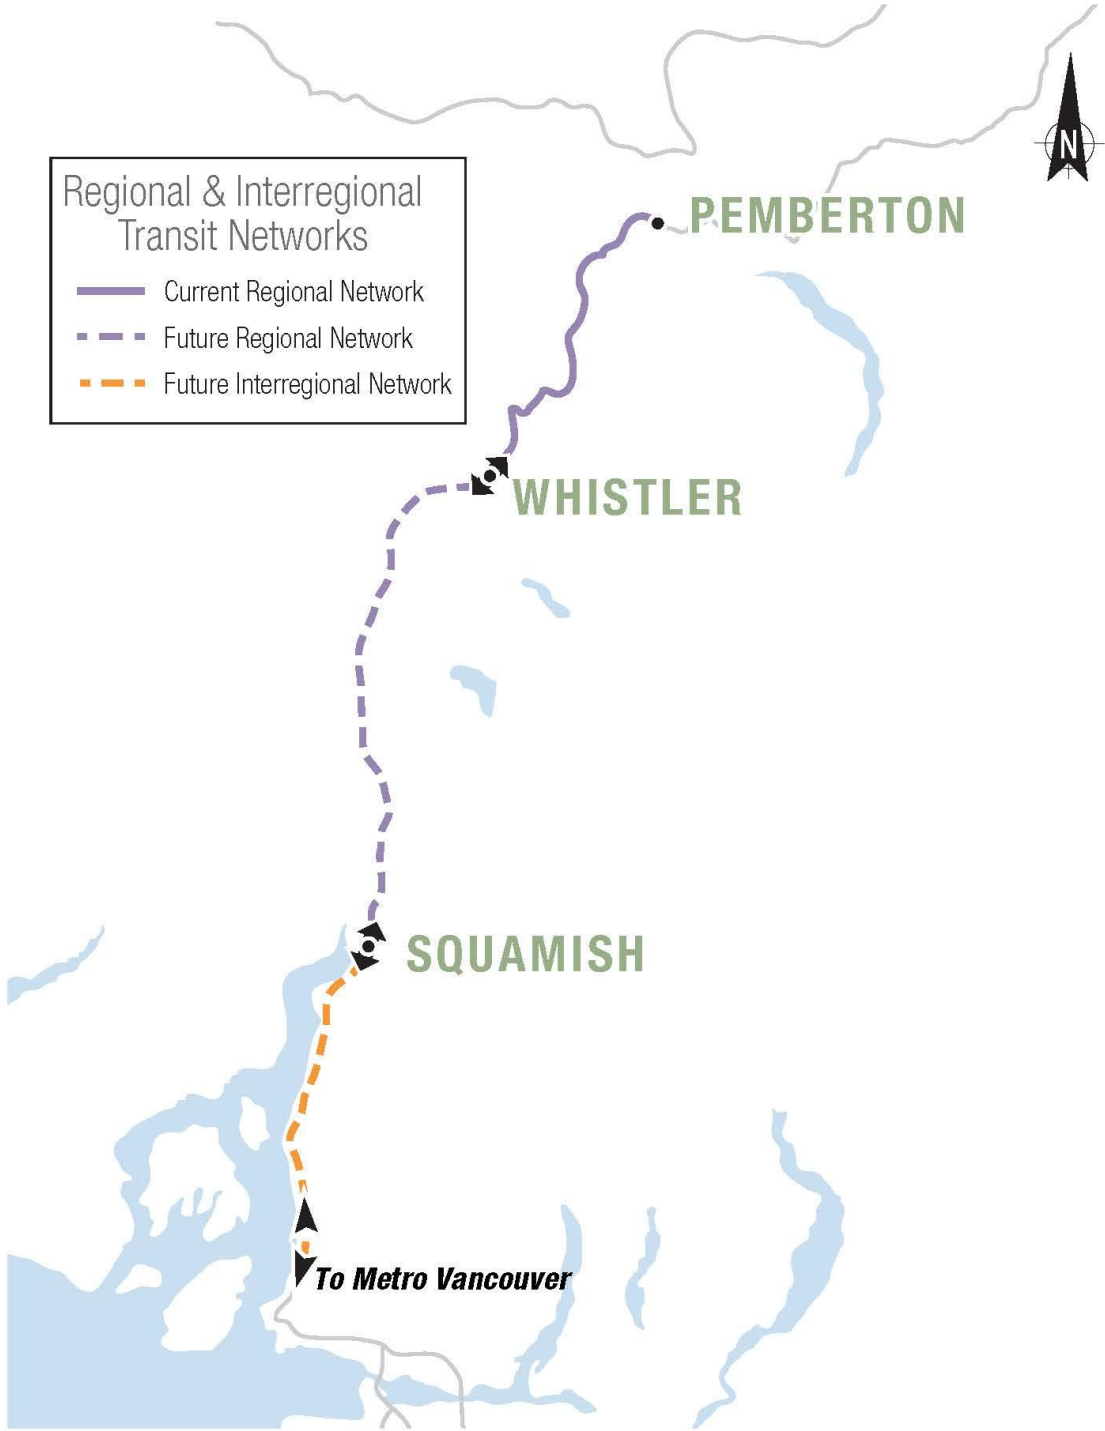 N
Regional & Interregional
Transit Networks
Current Regional Network
Future Regional Network
Future Interregional Network
PEMBERTON
WHISTLER
SQUAMISH
To Metro Vancouver